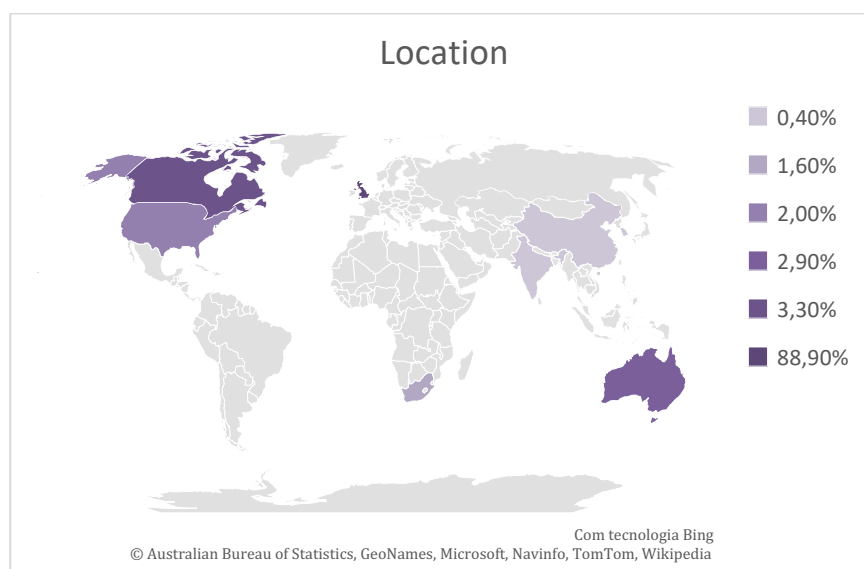 Location
0,40%
1,60%
2,00%
2,90%
3,30%
88,90%
Com tecnologia Bing
© Australian Bureau of Statistics, GeoNames, Microsoft, Navinfo, TomTom, Wikipedia